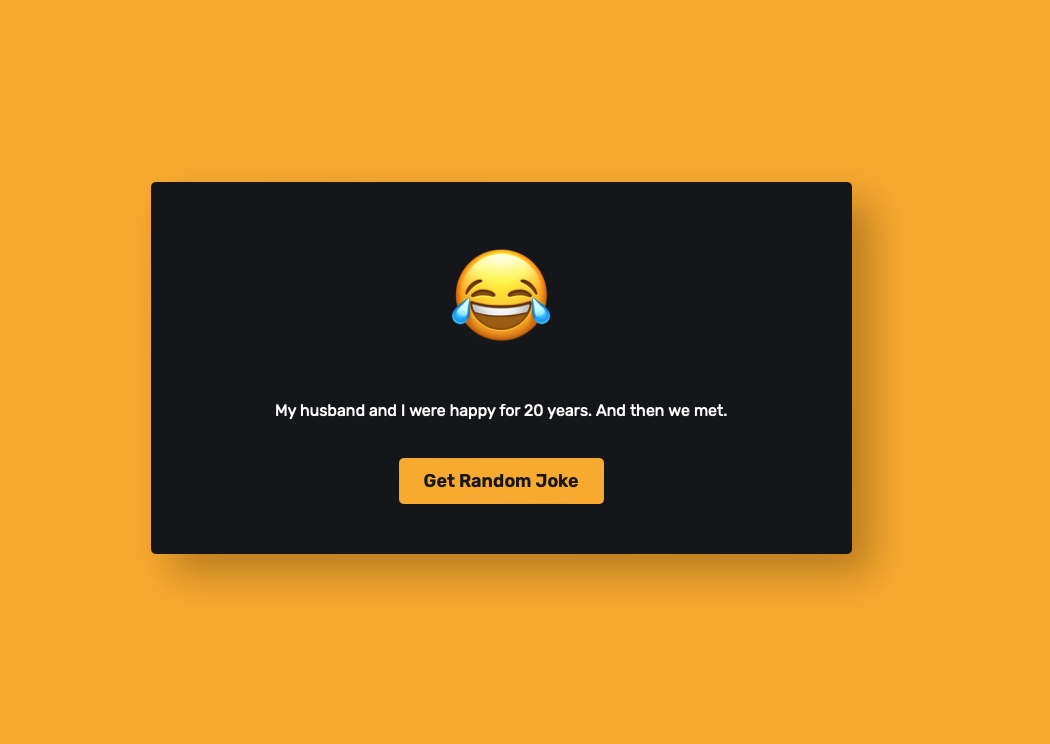 My husband and I were happy for 20 years. And then we met.
Get Random Joke